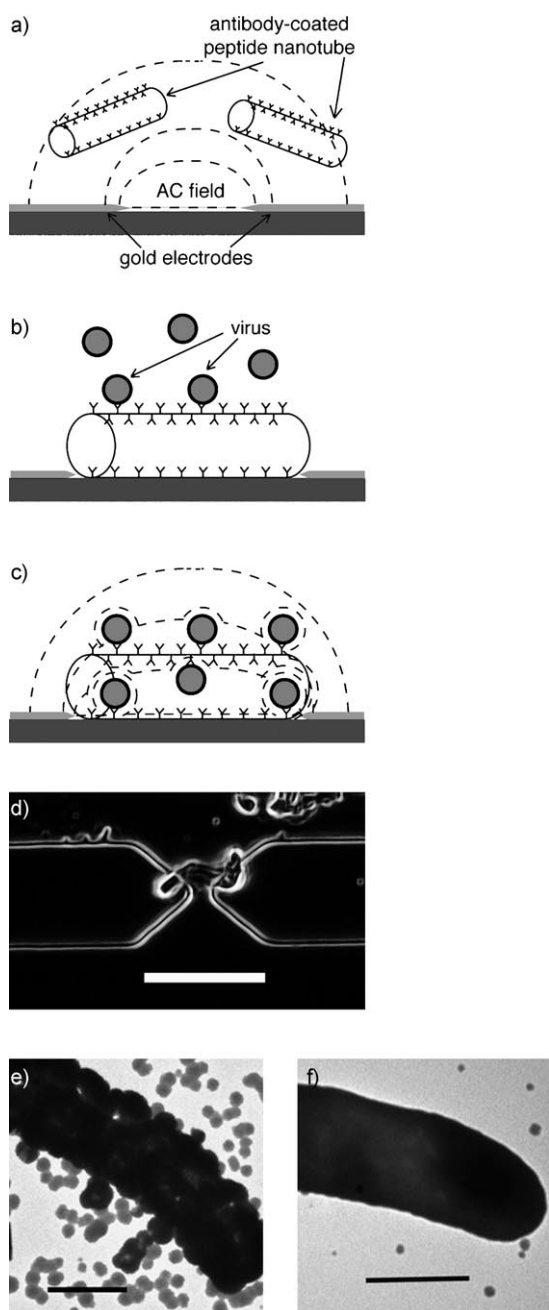 a)
antibody-coated
peptide nanotube
AC field
gold electrodes
b)
virus
c)
d)
e)
f)